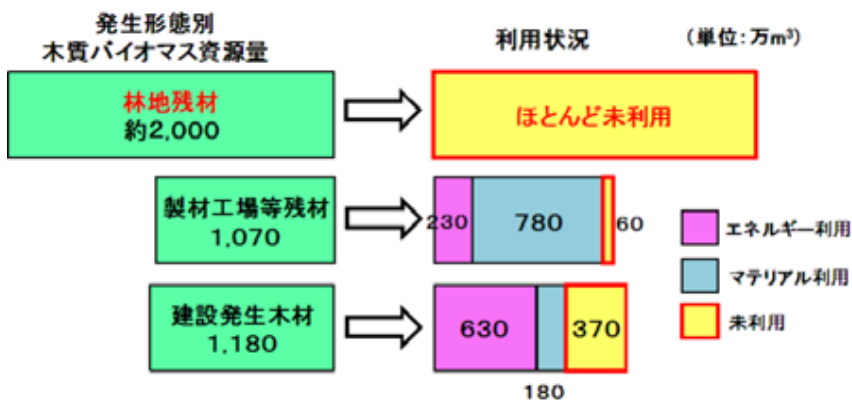 発生形態別
木質バイオマス資源量
利用状況
(単位:万m³)
林地残材
約2,000
ほとんど未利用
製材工場等残材
1,070
230
780
60
建設発生木材
1,180
630
370
180
エネルギー利用
マテリアル利用
未利用